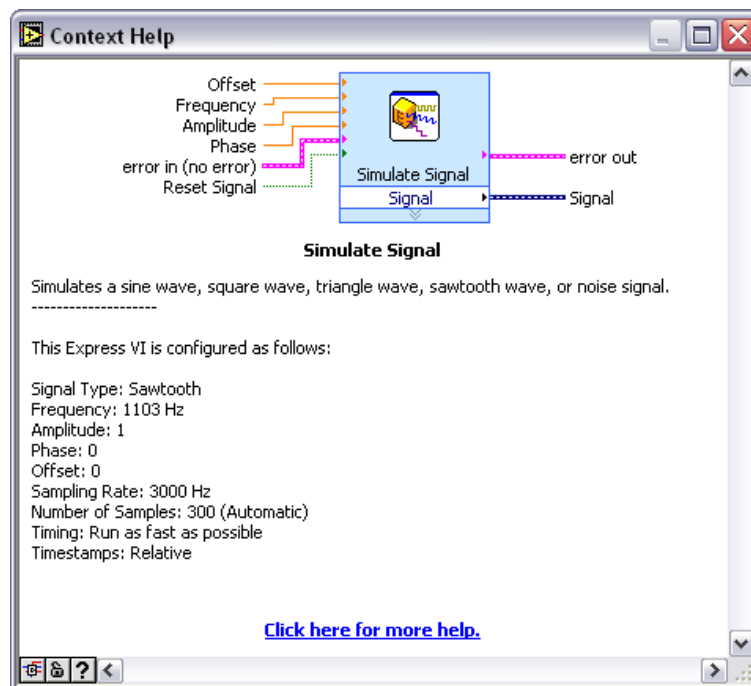 Context Help
Offset
Frequency
Amplitude
Phase
error in (no error)
Reset Signal
Simulate Signal
Signal
error out
Signal
Simulate Signal
Simulates a sine wave, square wave, triangle wave, sawtooth wave, or noise signal.
--------------------
This Express VI is configured as follows:
Signal Type: Sawtooth
Frequency: 1103 Hz
Amplitude: 1
Phase: 0
Offset: 0
Sampling Rate: 3000 Hz
Number of Samples: 300 (Automatic)
Timing: Run as fast as possible
Timestamps: Relative
Click here for more help.
?